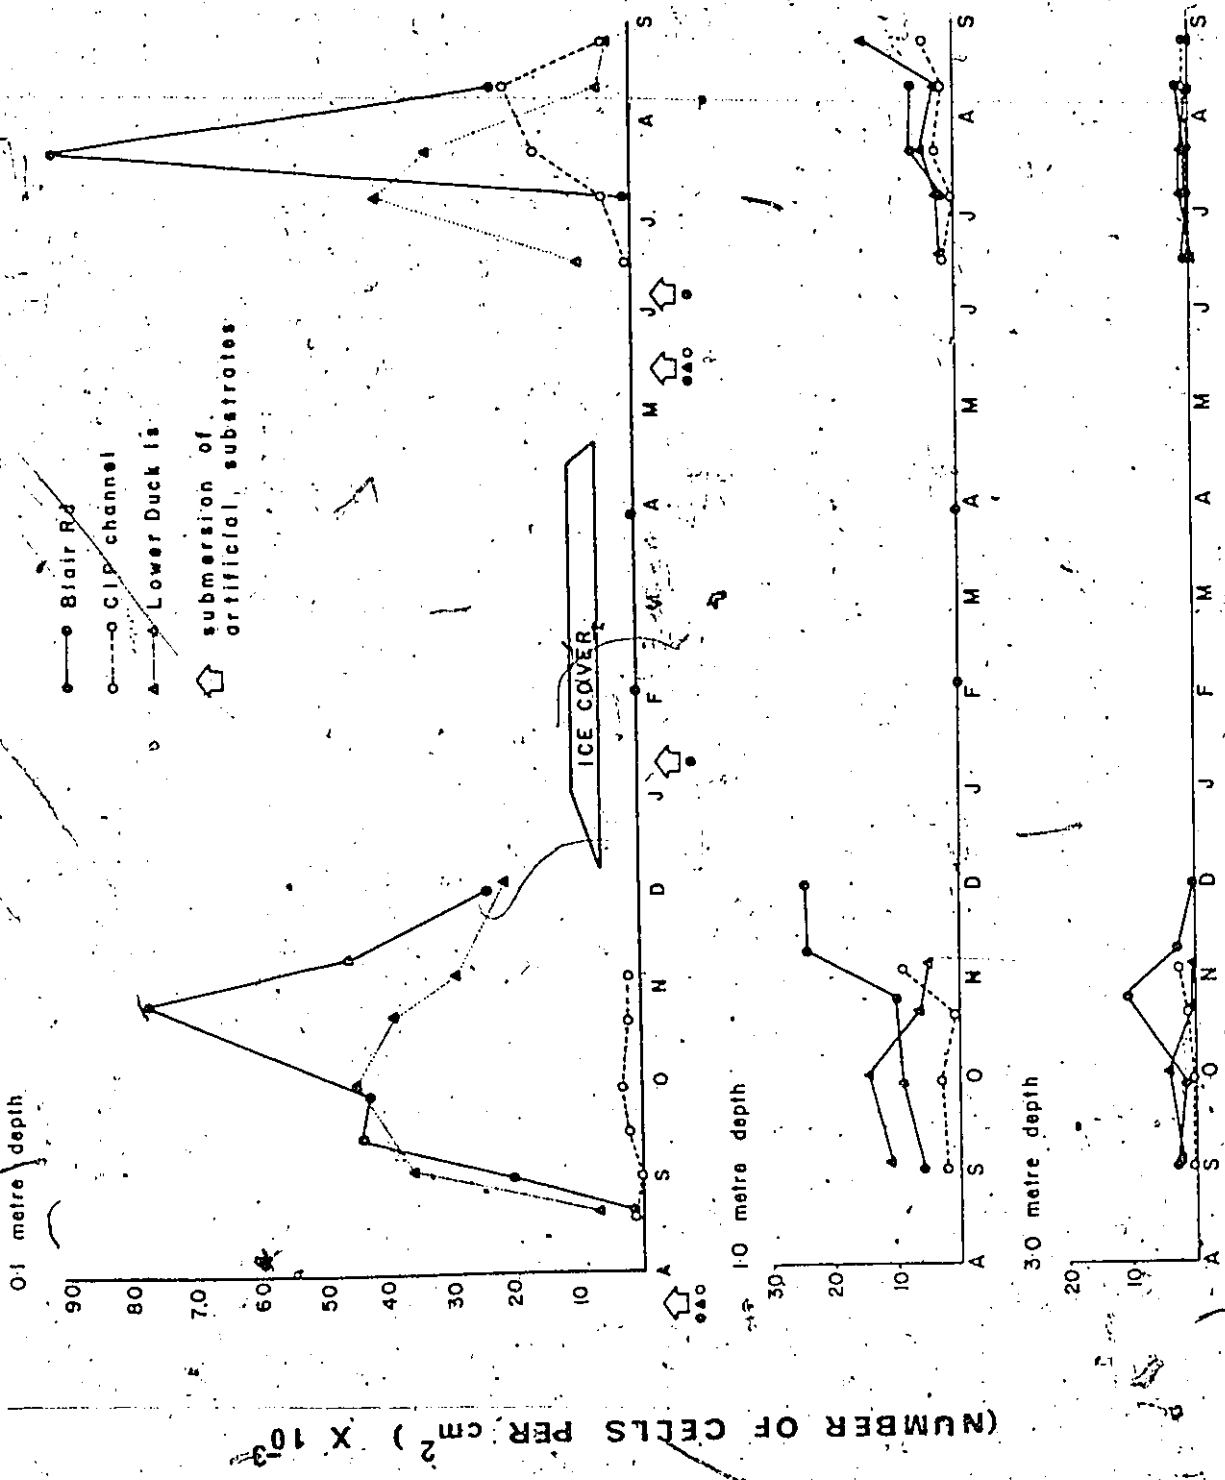 0·1 metre depth
Blair Rd
CIP channel
Lower Duck Is
submersion of
artificial substrates
90
80
70
60
50
40
30
20
10
ICE COVER
A S O N D J F M A M J J A S
1·0 metre depth
30
20
10
A S O N D J F M A M J J A S
3·0 metre depth
20
10
A S O N D J F M A M J J A S
(NUMBER OF CELLS PER cm²) X 10⁻³